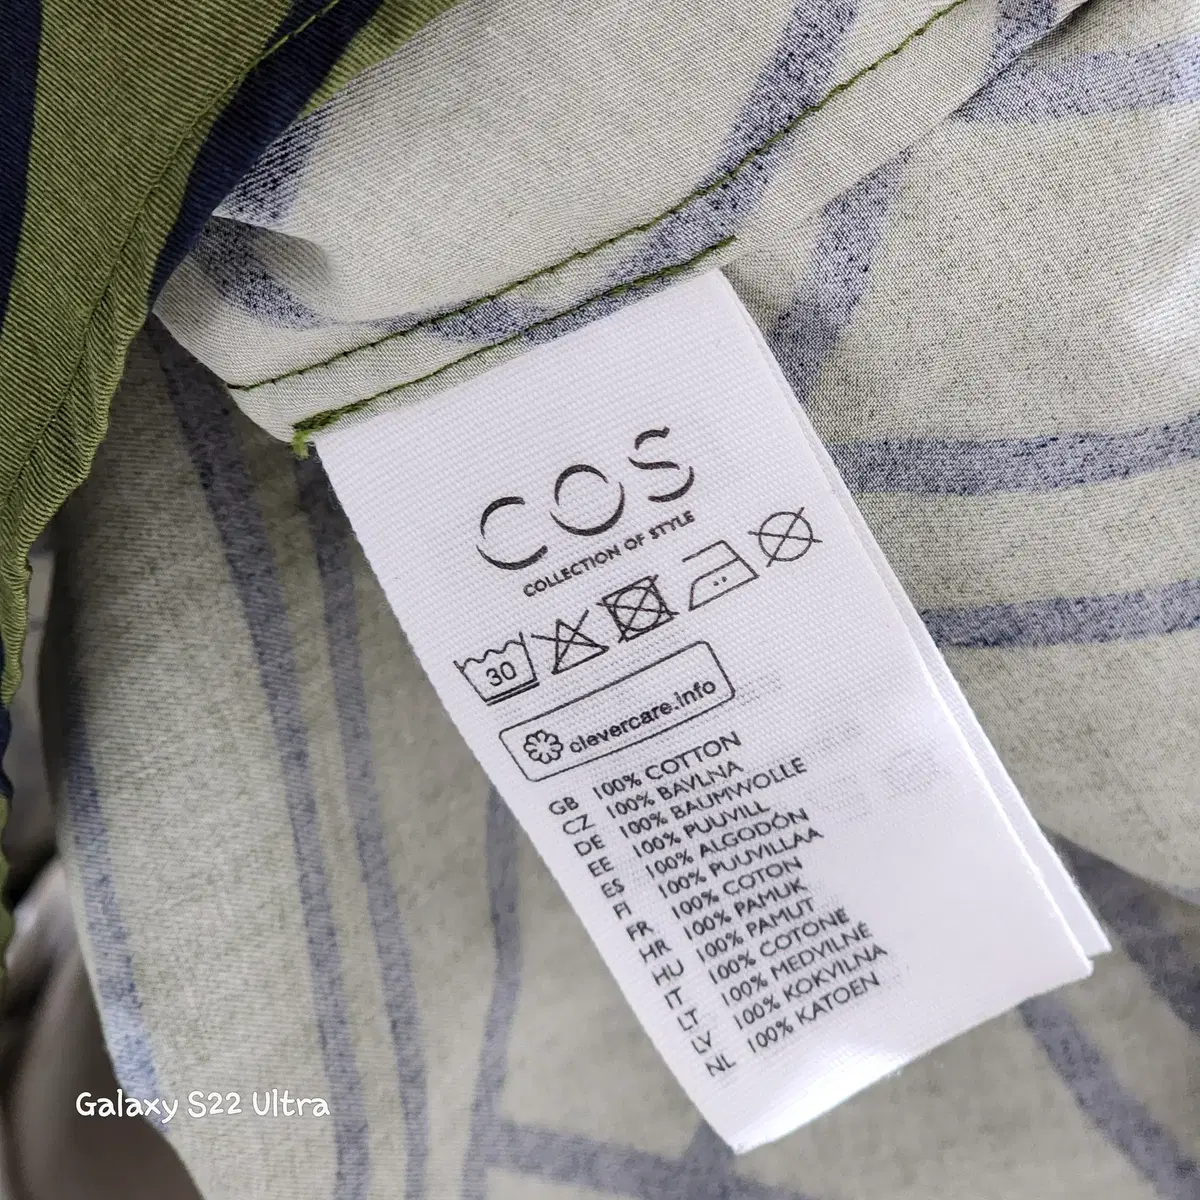 COS
COLLECTION OF STYLE
30
clevercare.info
GB 100% COTTON
CZ 100% BAVLNA
DE 100% BAUMWOLLE
EE 100% PUUVILL
ES 100% ALGODÓN
FI 100% PUUVILLAA
FR 100% COTON
HR 100% PAMUK
HU 100% PAMUT
IT 100% COTONE
LT 100% MEDVILNĖ
LV 100% KOKVILNA
NL 100% KATOEN
Galaxy S22 Ultra